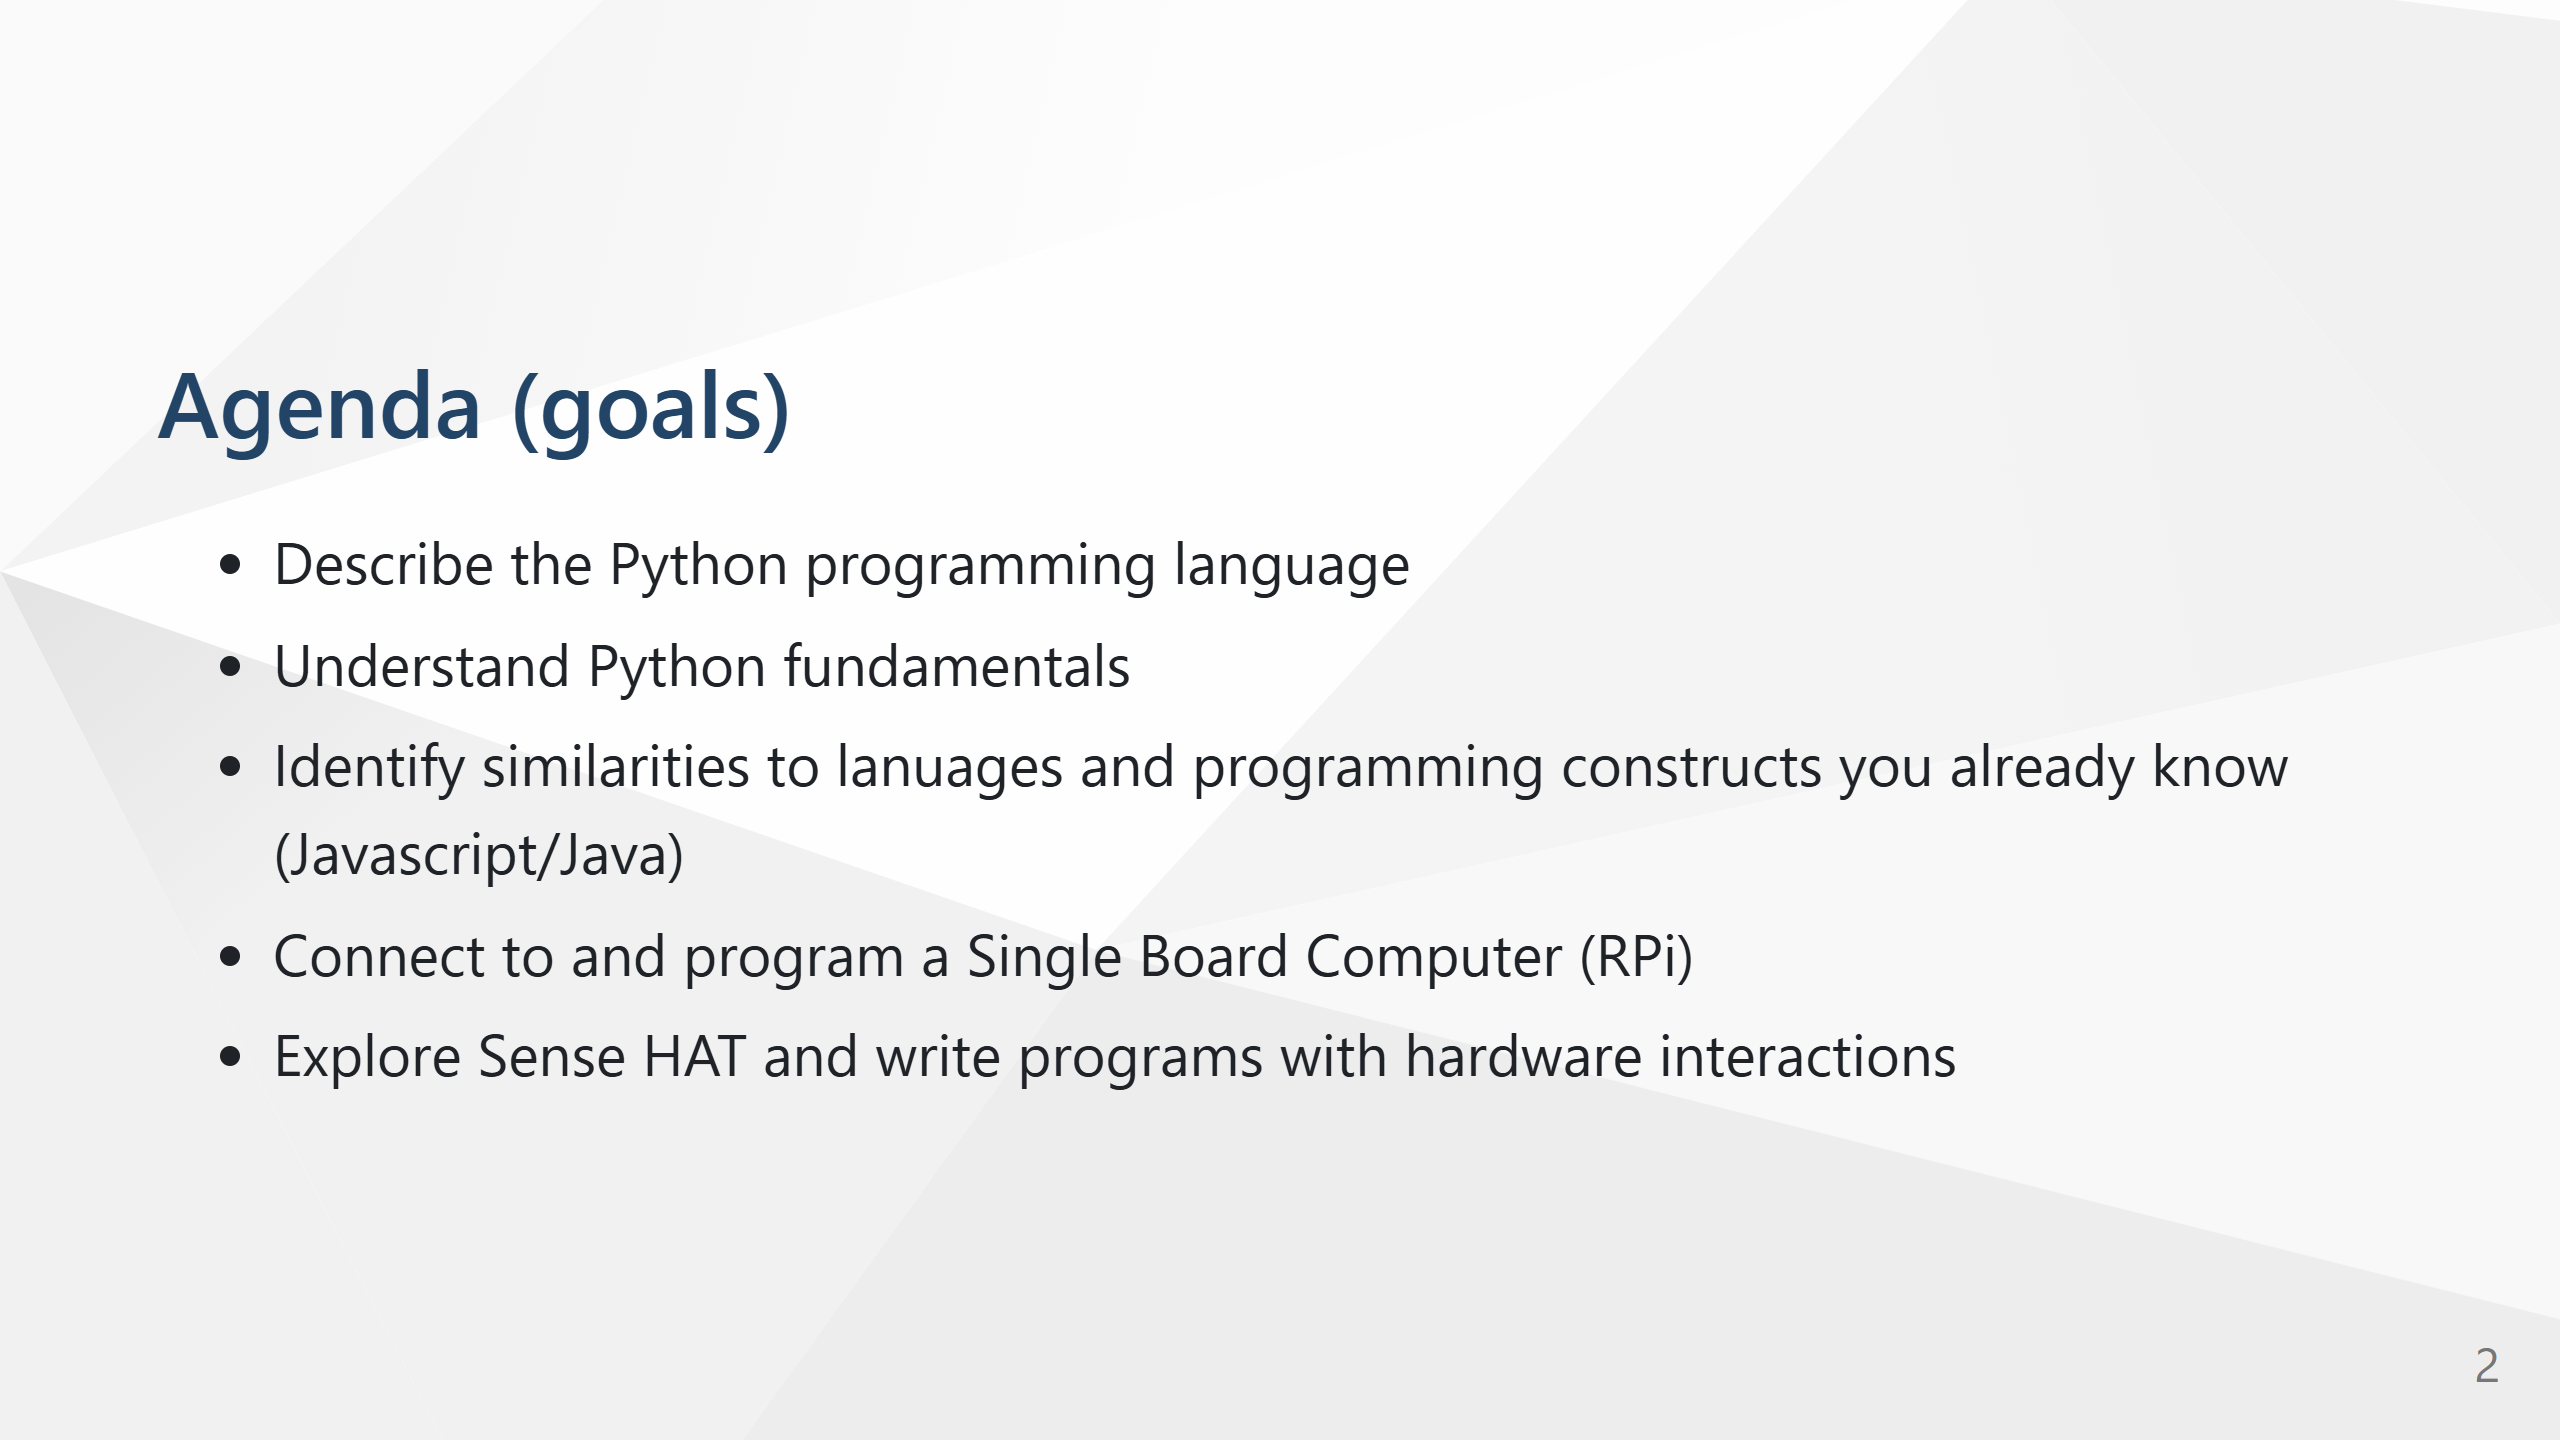 Agenda (goals)
• Describe the Python programming language
• Understand Python fundamentals
• Identify similarities to lanuages and programming constructs you already know
(Javascript/Java)
• Connect to and program a Single Board Computer (RPi)
• Explore Sense HAT and write programs with hardware interactions
2